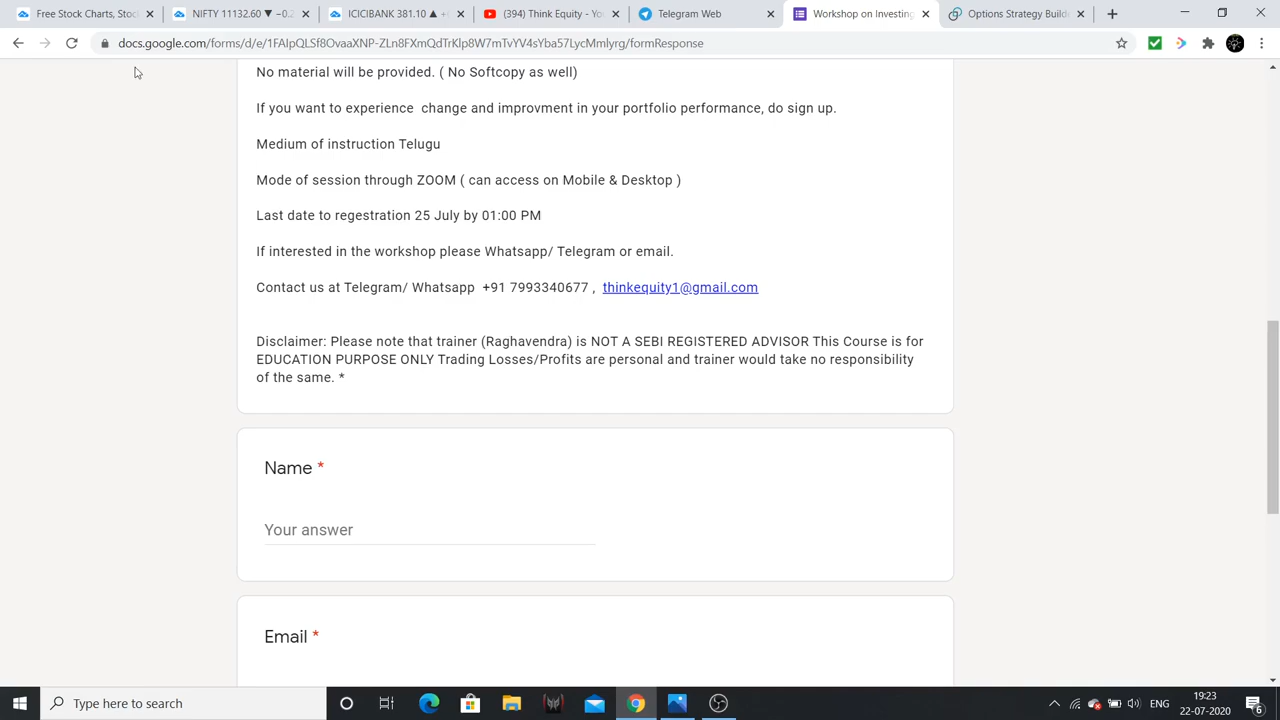 Free Stock Charts, Stoc
NIFTY 11132.60 ▼ −0.2
ICICIBANK 381.10 ▲ +
(394) Think Equity - Yo
Telegram Web
Workshop on Investing
Options Strategy Build
docs.google.com/forms/d/e/1FAIpQLSf8OvaaXNP-ZLn8FXmQdTHp8W7mTvYV4sYba57LycMmlyrg/formResponse
No material will be provided. ( No Softcopy as well)
If you want to experience change and improvment in your portfolio performance, do sign up.
Medium of instruction Telugu
Mode of session through ZOOM ( can access on Mobile & Desktop )
Last date to regestration 25 July by 01:00 PM
If interested in the workshop please Whatsapp/ Telegram or email.
Contact us at Telegram/ Whatsapp +91 7993340677 , thinkequity1@gmail.com
Disclaimer: Please note that trainer (Raghavendra) is NOT A SEBI REGISTERED ADVISOR This Course is for
EDUCATION PURPOSE ONLY Trading Losses/Profits are personal and trainer would take no responsibility
of the same. *
Name *
Your answer
Email *
Type here to search
ENG
19:23
22-07-2020
6